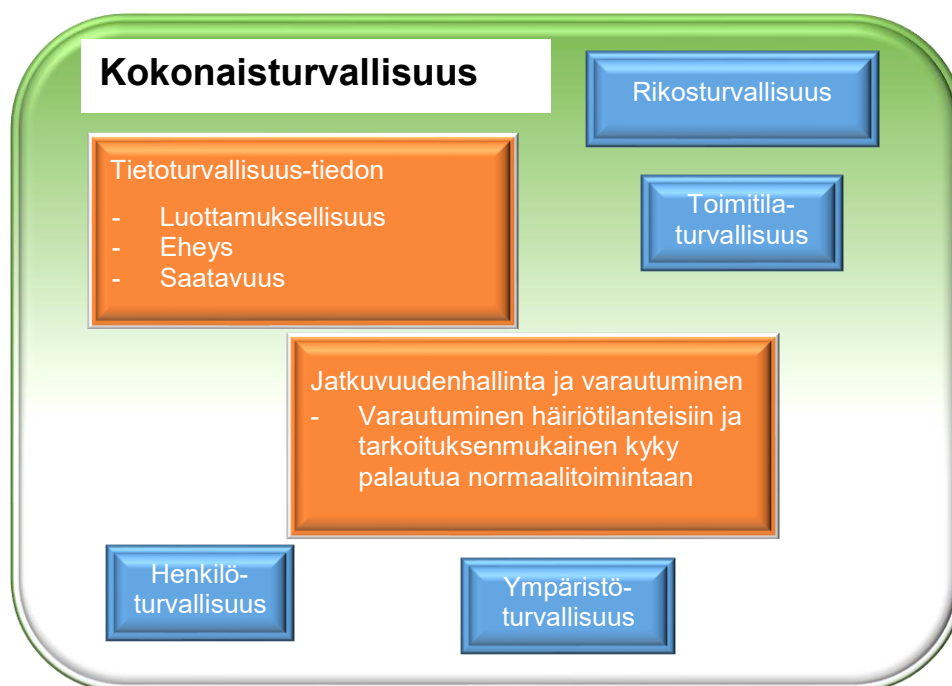 Kokonaisturvallisuus
Rikosturvallisuus
Tietoturvallisuus-tiedon
- Luottamuksellisuus
- Eheys
- Saatavuus
Toimitila-
turvallisuus
Jatkuvuudenhallinta ja varautuminen
- Varautuminen häiriötilanteisiin ja
tarkoituksenmukainen kyky
palautua normaalitoimintaan
Henkilö-
turvallisuus
Ympäristö-
turvallisuus